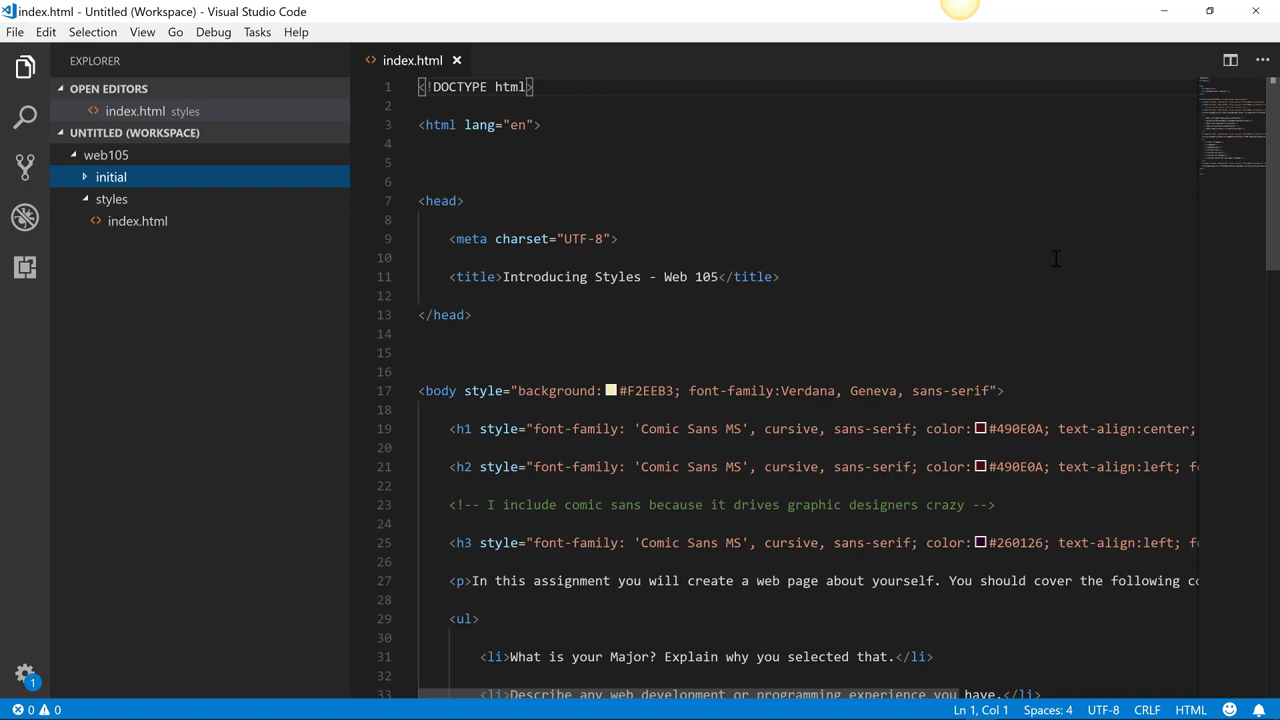 index.html - Untitled (Workspace) - Visual Studio Code
File Edit Selection View Go Debug Tasks Help
EXPLORER
OPEN EDITORS
index.html styles
UNTITLED (WORKSPACE)
web105
initial
styles
index.html
1
index.html
1 <!DOCTYPE html>
2
3 <html lang="en"
4
5
6
7 <head>
8
9 <meta charset="UTF-8">
10
11 <title>Introducing Styles - Web 105</title>
12
13 </head>
14
15
16
17 <body style="background:#F2EEB3; font-family:Verdana, Geneva, sans-serif">
18
19 <h1 style="font-family: 'Comic Sans MS', cursive, sans-serif; color:#490E0A; text-align:center;
20
21 <h2 style="font-family: 'Comic Sans MS', cursive, sans-serif; color:#490E0A; text-align:left; f
22
23 <!-- I include comic sans because it drives graphic designers crazy -->
24
25 <h3 style="font-family: 'Comic Sans MS', cursive, sans-serif; color:#260126; text-align:left; f
26
27 <p>In this assignment you will create a web page about yourself. You should cover the following co
28
29 <ul>
30
31 <li>What is your Major? Explain why you selected that.</li>
32
33 <li>Describe any web development or programming experience you have.</li>
0 0 Ln 1, Col 1 Spaces: 4 UTF-8 CRLF HTML